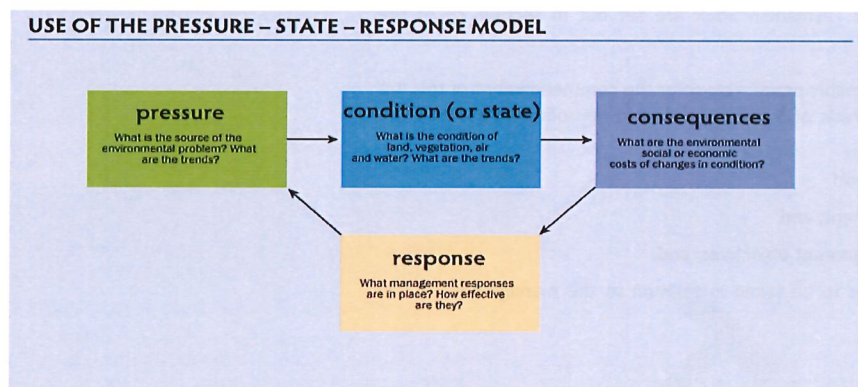 USE OF THE PRESSURE – STATE – RESPONSE MODEL
pressure
What is the source of the
environmental problem? What
are the trends?
condition (or state)
What is the condition of
land, vegetation, air
and water? What are the trends?
consequences
What are the environmental
social or economic
costs of changes in condition?
response
What management responses
are in place? How effective
are they?